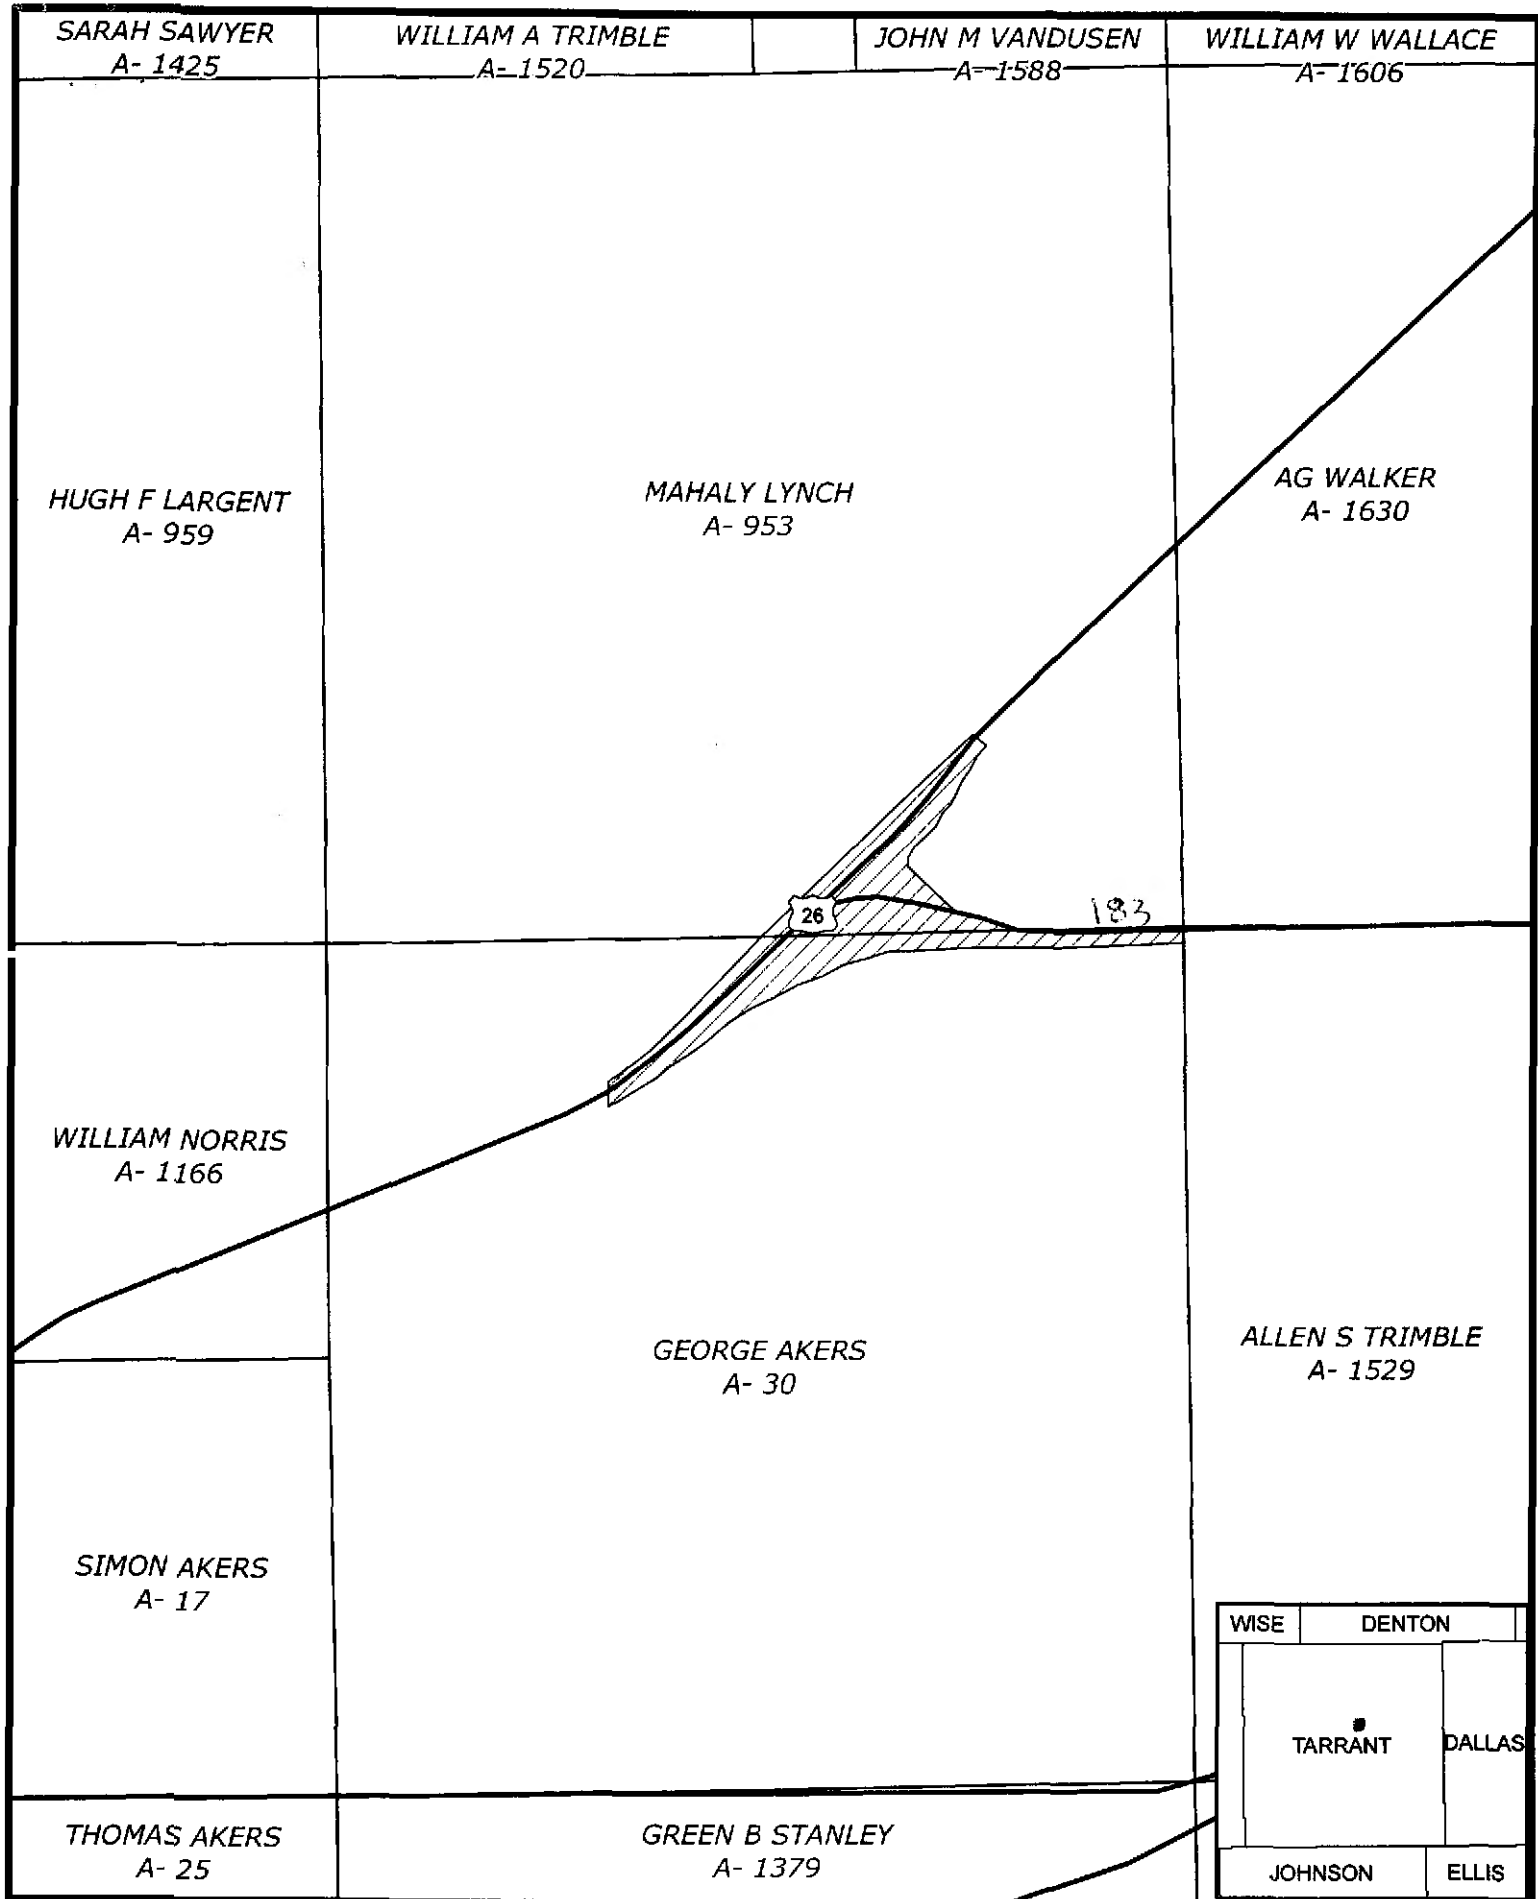 SARAH SAWYER
A- 1425
WILLIAM A TRIMBLE
A- 1520
JOHN M VANDUSEN
A- 1588
WILLIAM W WALLACE
A- 1606
HUGH F LARGENT
A- 959
MAHALY LYNCH
A- 953
AG WALKER
A- 1630
26
183
WILLIAM NORRIS
A- 1166
GEORGE AKERS
A- 30
ALLEN S TRIMBLE
A- 1529
SIMON AKERS
A- 17
WISE
DENTON
TARRANT
DALLAS
JOHNSON
ELLIS
THOMAS AKERS
A- 25
GREEN B STANLEY
A- 1379